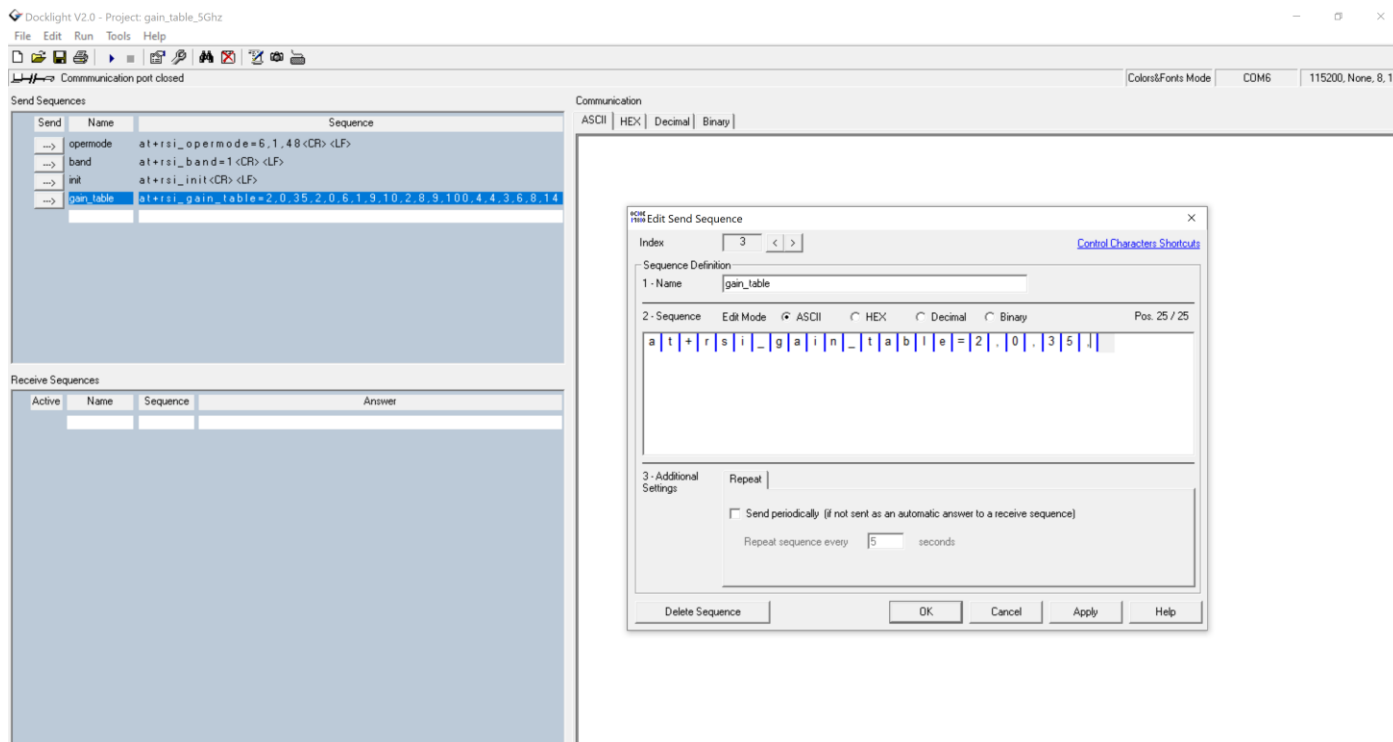 Docklight V2.0 - Project: gain_table_5Ghz
File Edit Run Tools Help
Commmunication port closed
Colors&Fonts Mode COM6 115200, None, 8, 1
Send Sequences
Send Name Sequence
---> opermode at+rsi_opermode=6,1,48<CR><LF>
---> band at+rsi_band=1<CR><LF>
---> init at+rsi_init<CR><LF>
---> gain_table at+rsi_gain_table=2,0,35,2,0,6,1,9,10,2,8,9,100,4,4,3,6,8,14
Receive Sequences
Active Name Sequence Answer
Communication
ASCII HEX Decimal Binary
Edit Send Sequence
Index 3 < > Control Characters Shortcuts
Sequence Definition
1 - Name gain_table
2 - Sequence Edit Mode ASCII HEX Decimal Binary Pos. 25 / 25
at+rsi_gain_table=2,0,35,
3 - Additional Settings
Repeat
Send periodically (if not sent as an automatic answer to a receive sequence)
Repeat sequence every 5 seconds
Delete Sequence OK Cancel Apply Help